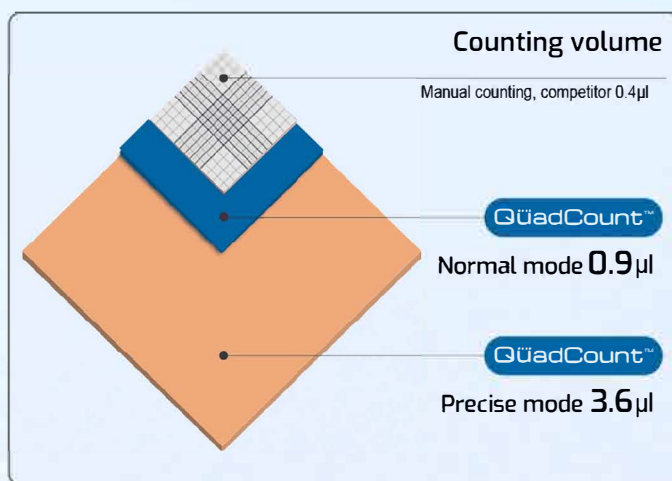 Counting volume
Manual counting, competitor 0.4µl
QüadCount™
Normal mode 0.9µl
QüadCount™
Precise mode 3.6µl